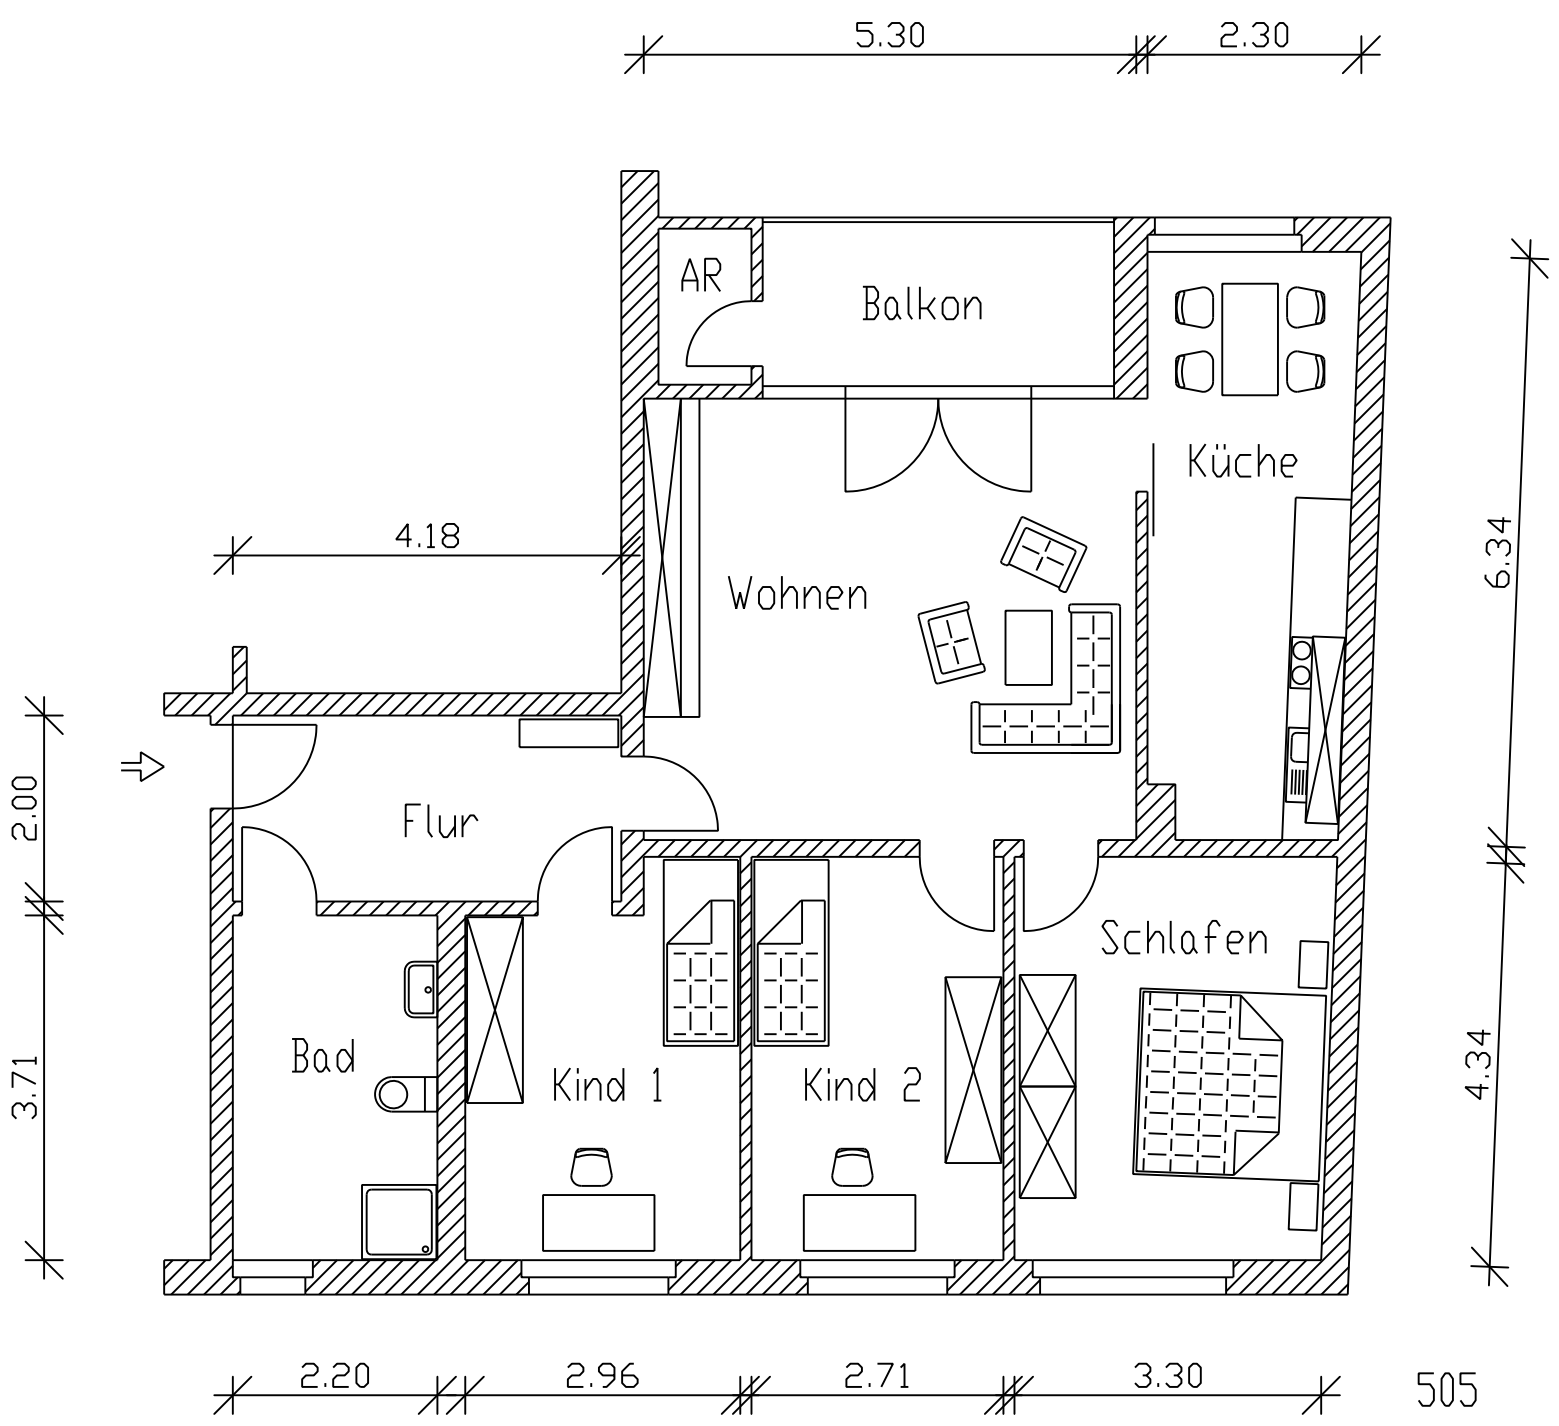 5.30
2.30
AR
Balkon
Küche
4.18
Wohnen
6.34
2.00
Flur
Schlafen
Bad
Kind 1
Kind 2
3.71
4.34
2.20
2.96
2.71
3.30
505